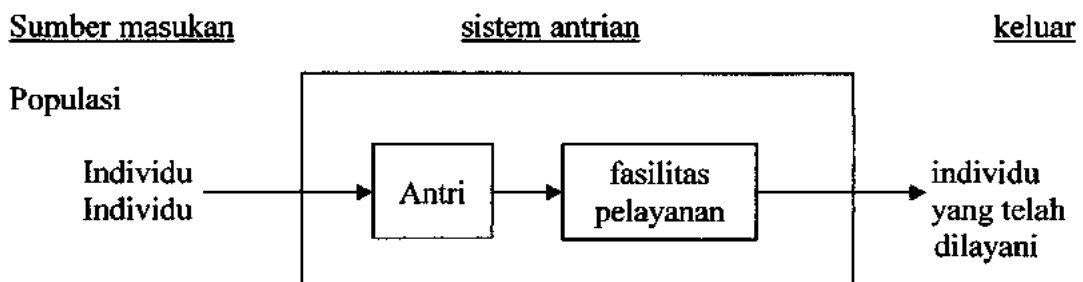 Sumber masukan
sistem antrian
keluar
Populasi
Individu
Individu
Antri
fasilitas
pelayanan
individu
yang telah
dilayani